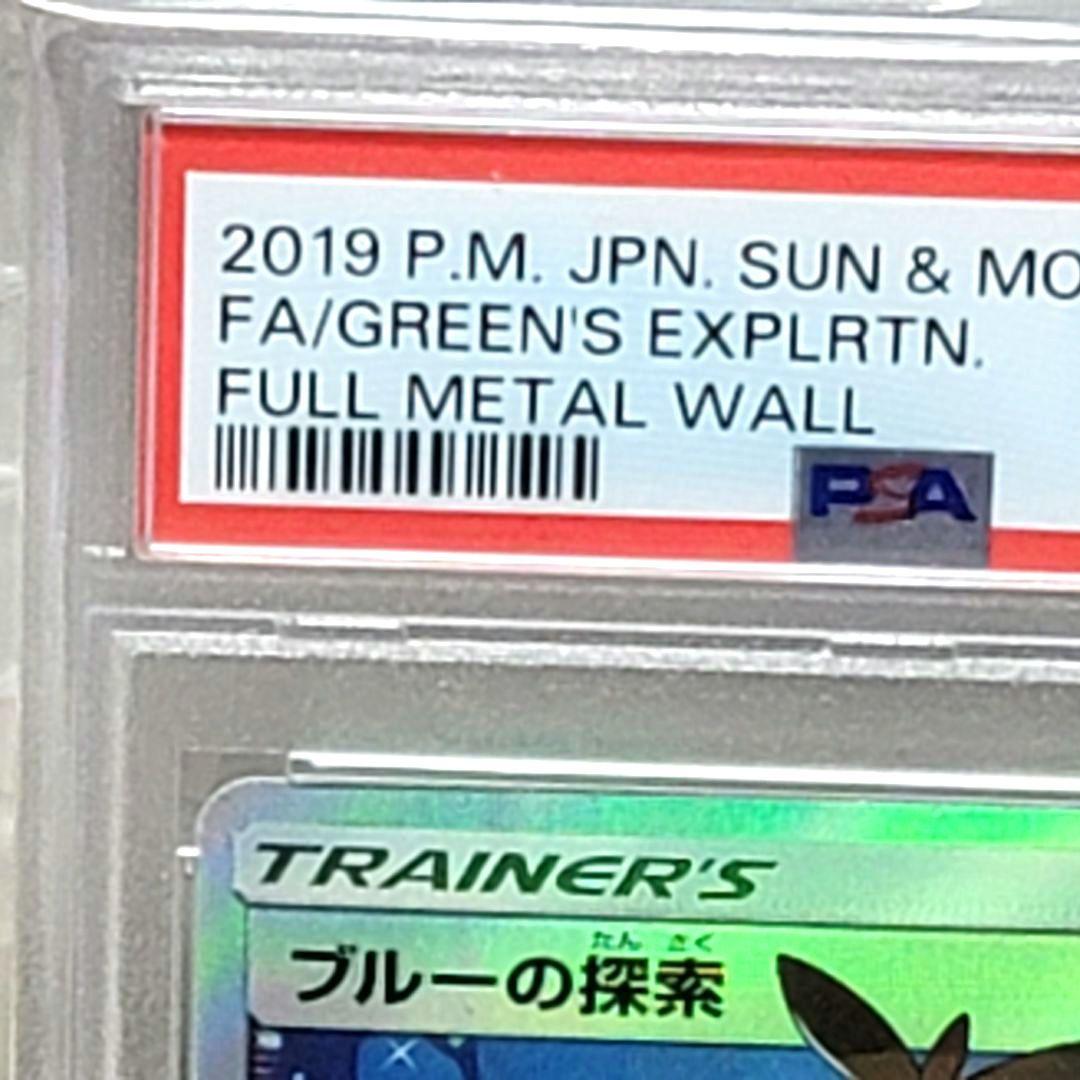 2019 P.M. JPN. SUN & MO
FA/GREEN'S EXPLRTN.
FULL METAL WALL
PSA
TRAINER'S
たん さく
ブルーの探索